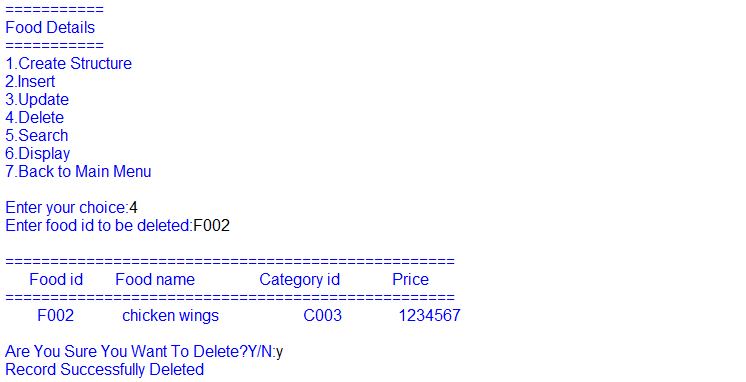 ===========
Food Details
===========
1.Create Structure
2.Insert
3.Update
4.Delete
5.Search
6.Display
7.Back to Main Menu
Enter your choice:4
Enter food id to be deleted:F002
==================================================
Food id Food name Category id Price
==================================================
F002 chicken wings C003 1234567
Are You Sure You Want To Delete?Y/N:y
Record Successfully Deleted